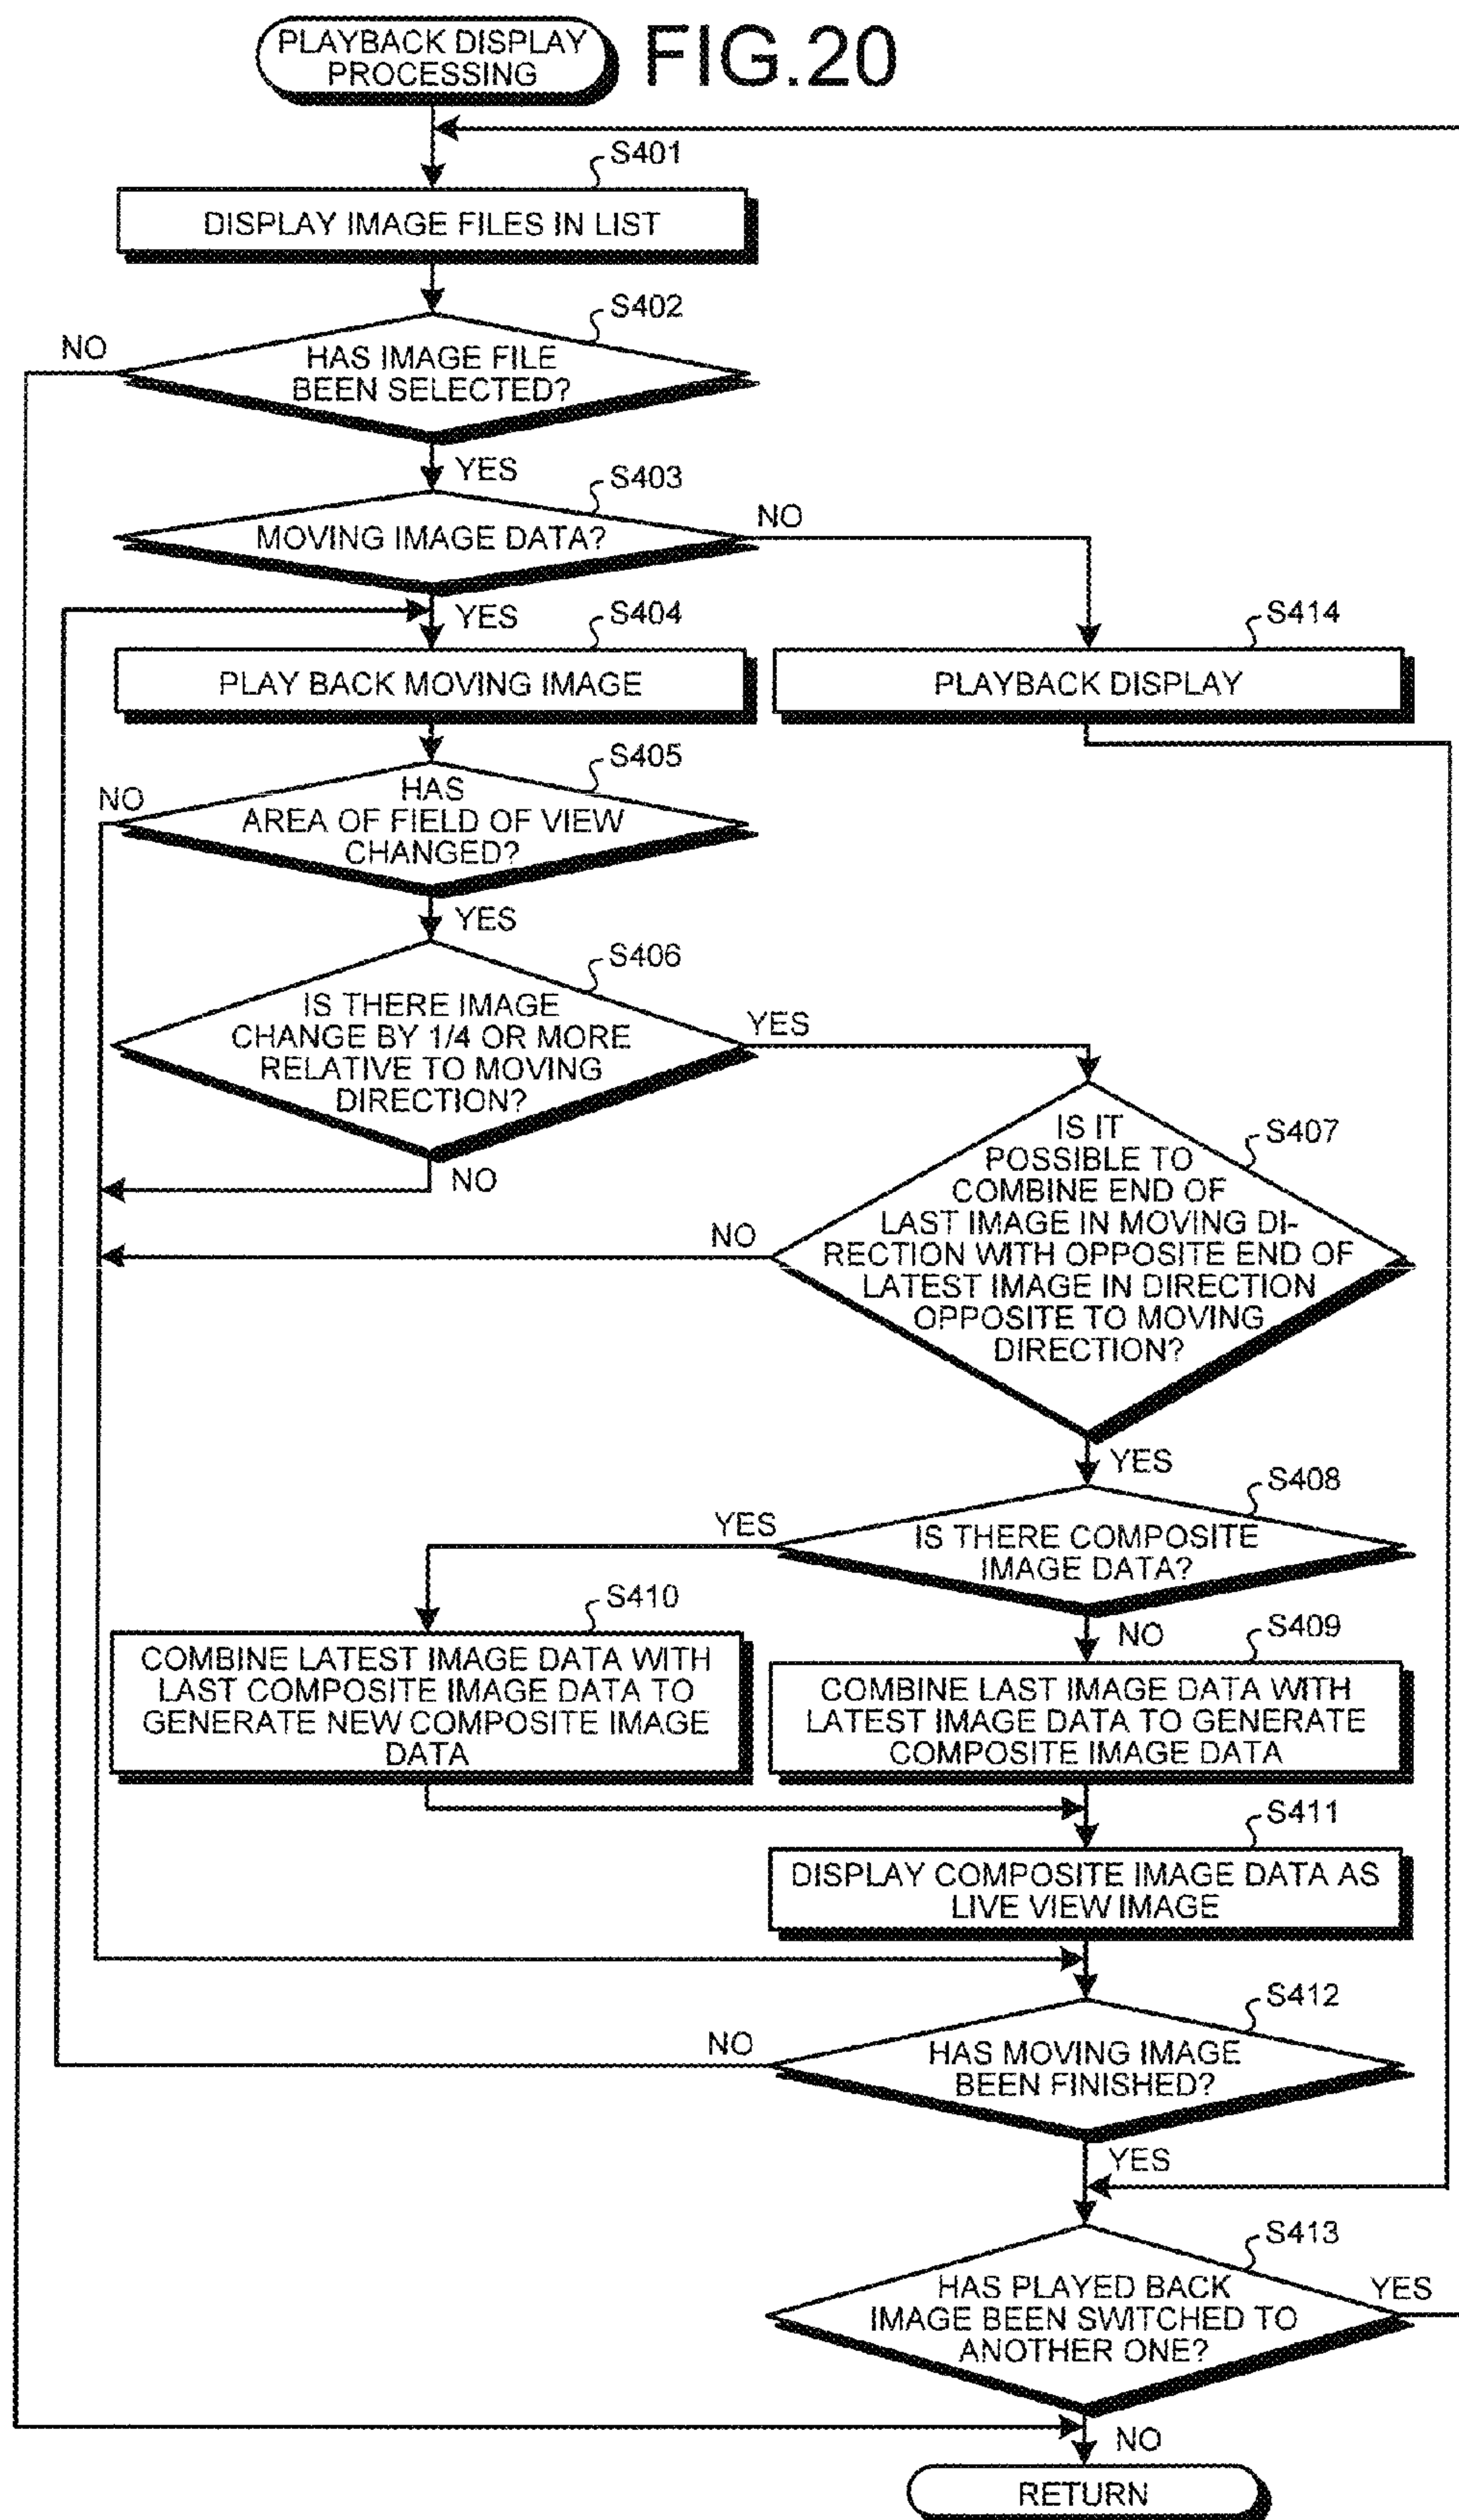 PLAYBACK DISPLAY
PROCESSING
FIG.20
S401
DISPLAY IMAGE FILES IN LIST
S402
NO
HAS IMAGE FILE
BEEN SELECTED?
YES
S403
MOVING IMAGE DATA?
NO
YES
S404
S414
PLAY BACK MOVING IMAGE
PLAYBACK DISPLAY
S405
NO
HAS
AREA OF FIELD OF VIEW
CHANGED?
YES
S406
IS THERE IMAGE
CHANGE BY 1/4 OR MORE
RELATIVE TO MOVING
DIRECTION?
YES
NO
S407
IS IT
POSSIBLE TO
COMBINE END OF
LAST IMAGE IN MOVING DI-
RECTION WITH OPPOSITE END OF
LATEST IMAGE IN DIRECTION
OPPOSITE TO MOVING
DIRECTION?
NO
YES
S408
YES
IS THERE COMPOSITE
IMAGE DATA?
S410
NO
S409
COMBINE LATEST IMAGE DATA WITH
LAST COMPOSITE IMAGE DATA TO
GENERATE NEW COMPOSITE IMAGE
DATA
COMBINE LAST IMAGE DATA WITH
LATEST IMAGE DATA TO GENERATE
COMPOSITE IMAGE DATA
S411
DISPLAY COMPOSITE IMAGE DATA AS
LIVE VIEW IMAGE
S412
NO
HAS MOVING IMAGE
BEEN FINISHED?
YES
S413
HAS PLAYED BACK
IMAGE BEEN SWITCHED TO
ANOTHER ONE?
YES
NO
RETURN